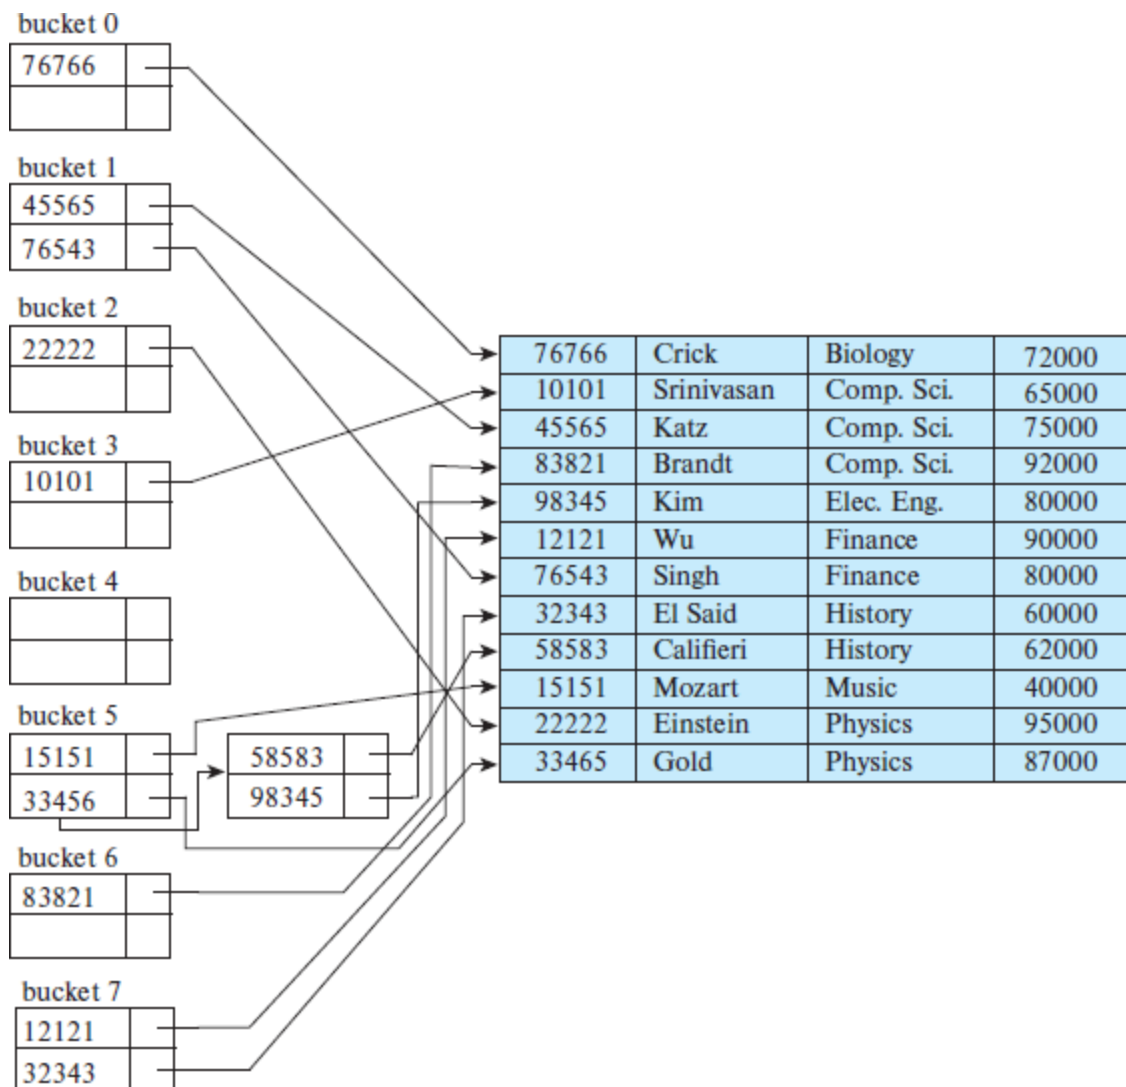 bucket 0
76766
bucket 1
45565
76543
bucket 2
22222
bucket 3
10101
bucket 4
bucket 5
15151
33456
58583
98345
bucket 6
83821
bucket 7
12121
32343
76766 Crick Biology 72000
10101 Srinivasan Comp. Sci. 65000
45565 Katz Comp. Sci. 75000
83821 Brandt Comp. Sci. 92000
98345 Kim Elec. Eng. 80000
12121 Wu Finance 90000
76543 Singh Finance 80000
32343 El Said History 60000
58583 Califieri History 62000
15151 Mozart Music 40000
22222 Einstein Physics 95000
33465 Gold Physics 87000